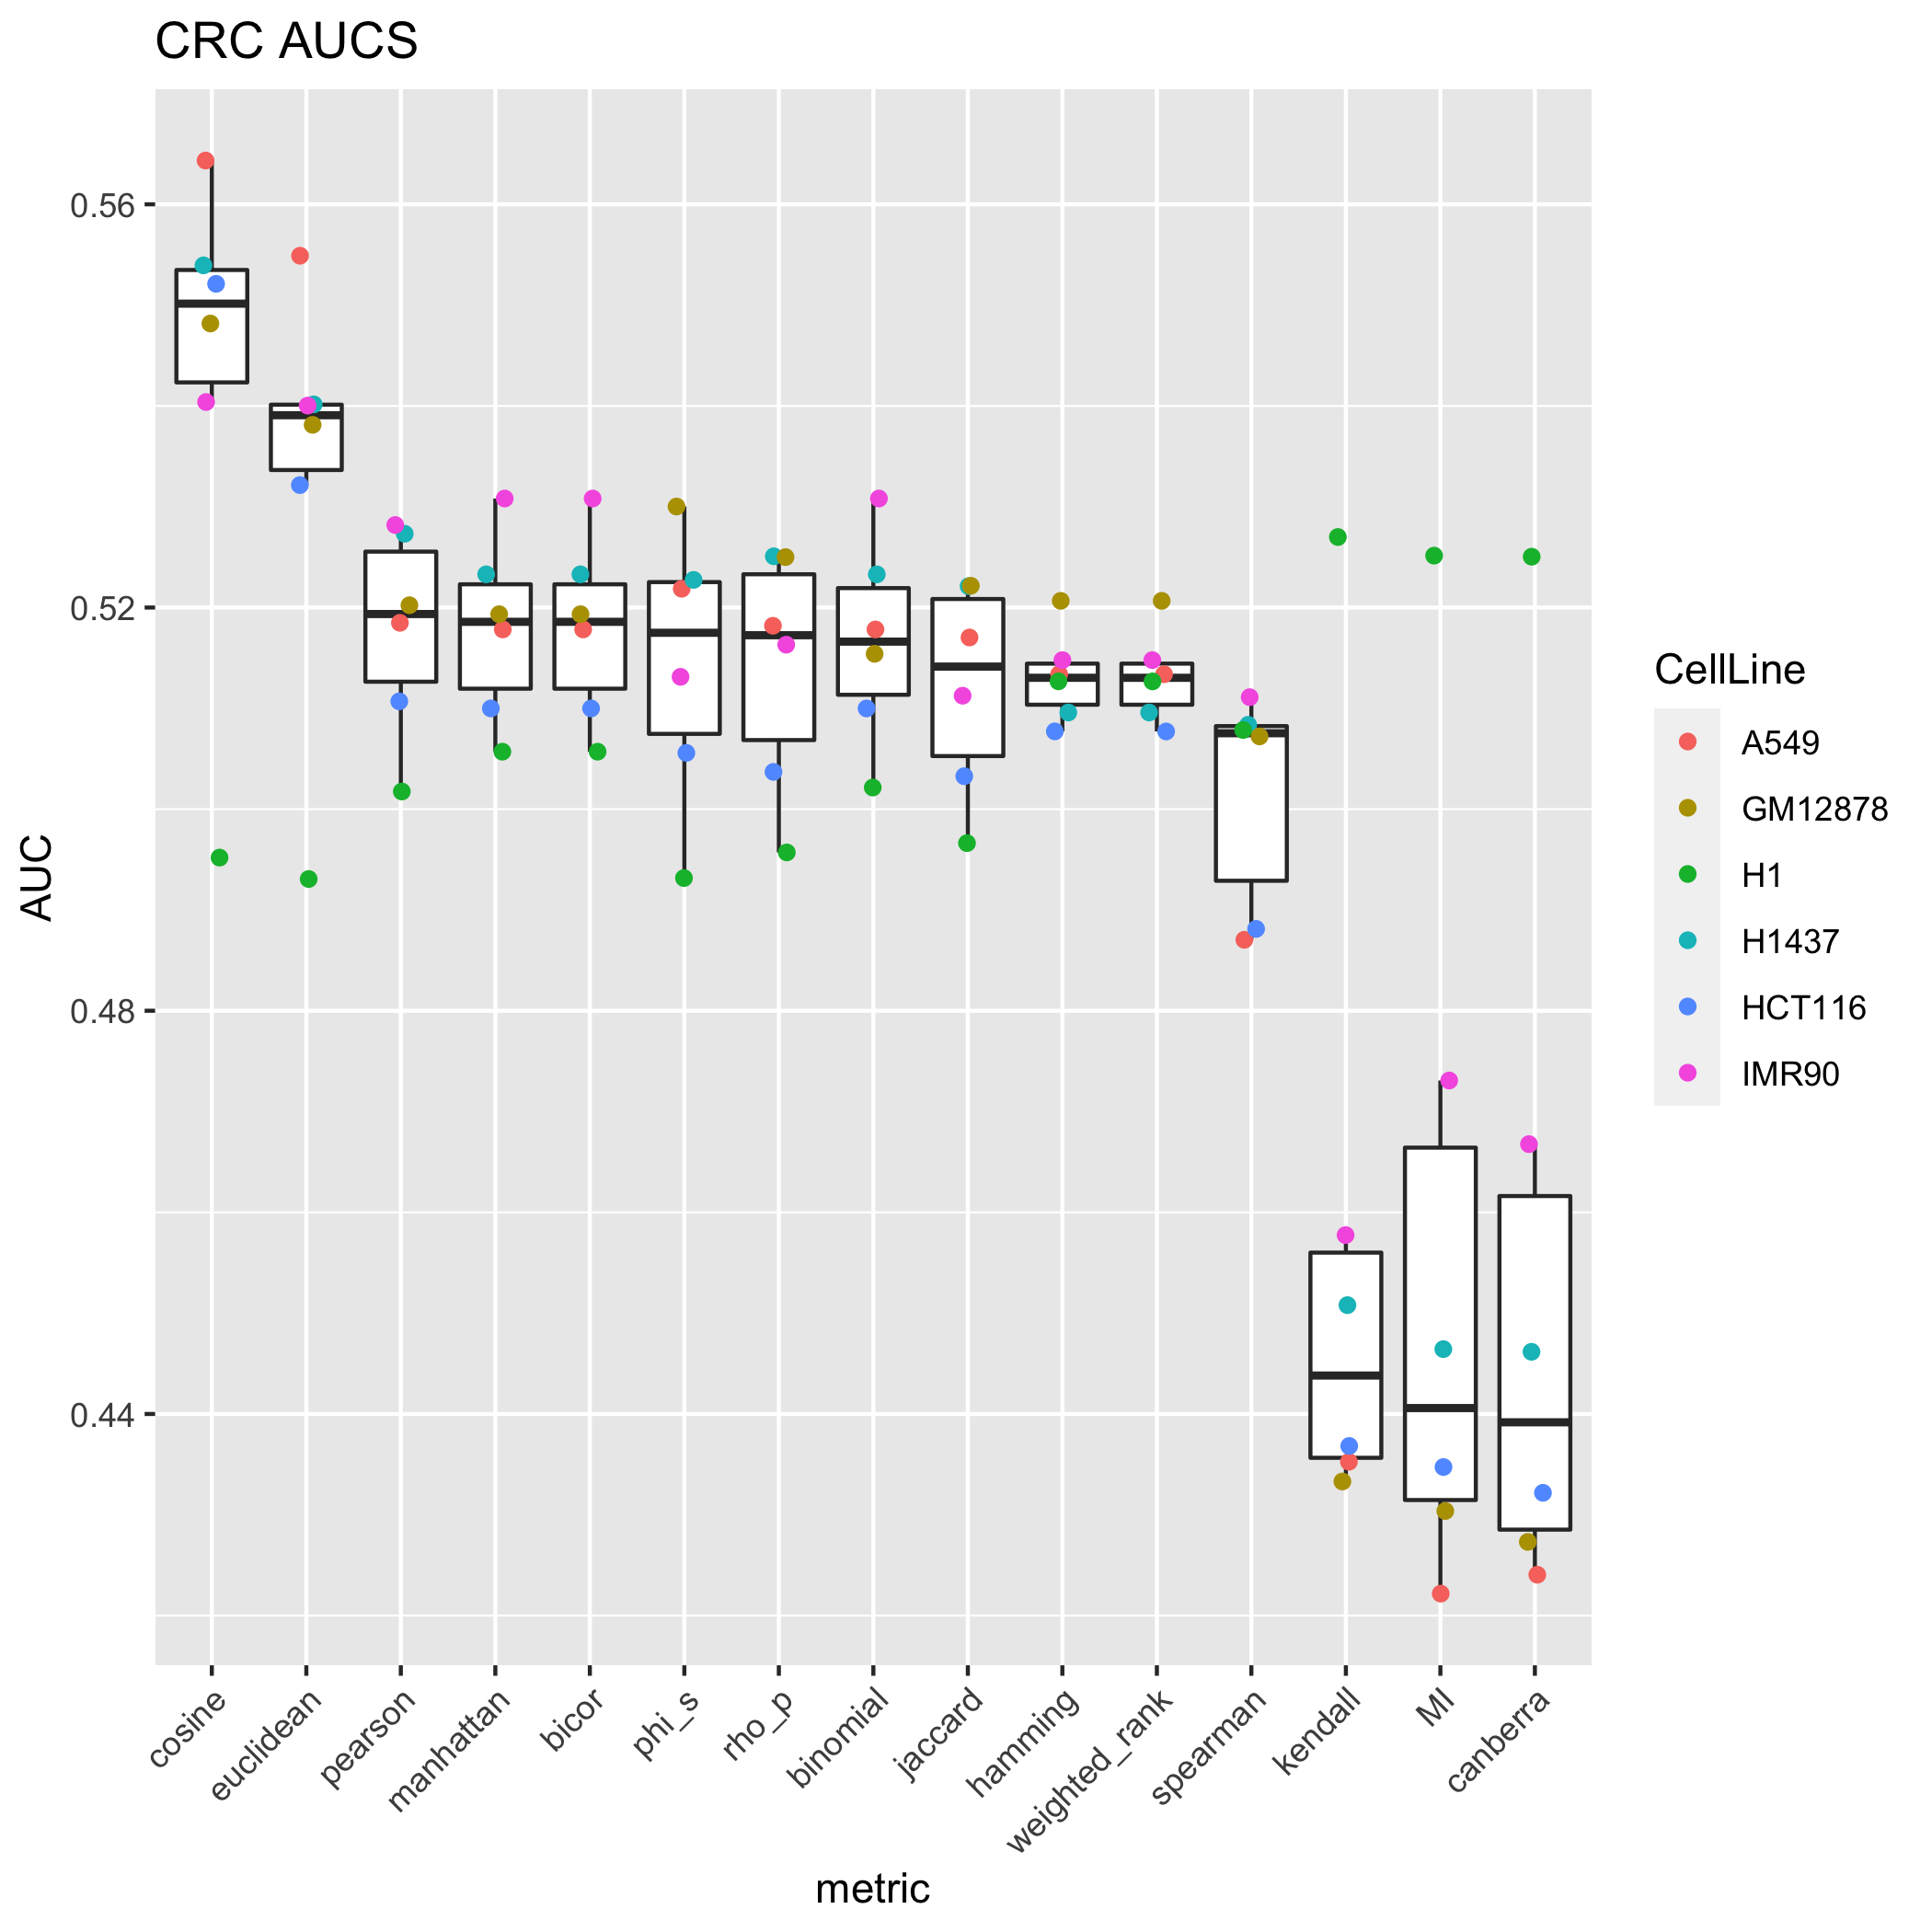 CRC AUCS
0.56
0.52
0.48
0.44
AUC
cosine
euclidean
pearson
manhattan
bicor
phi_s
rho_p
binomial
jaccard
hamming
weighted_rank
spearman
kendall
MI
canberra
metric
CellLine
A549
GM12878
H1
H1437
HCT116
IMR90